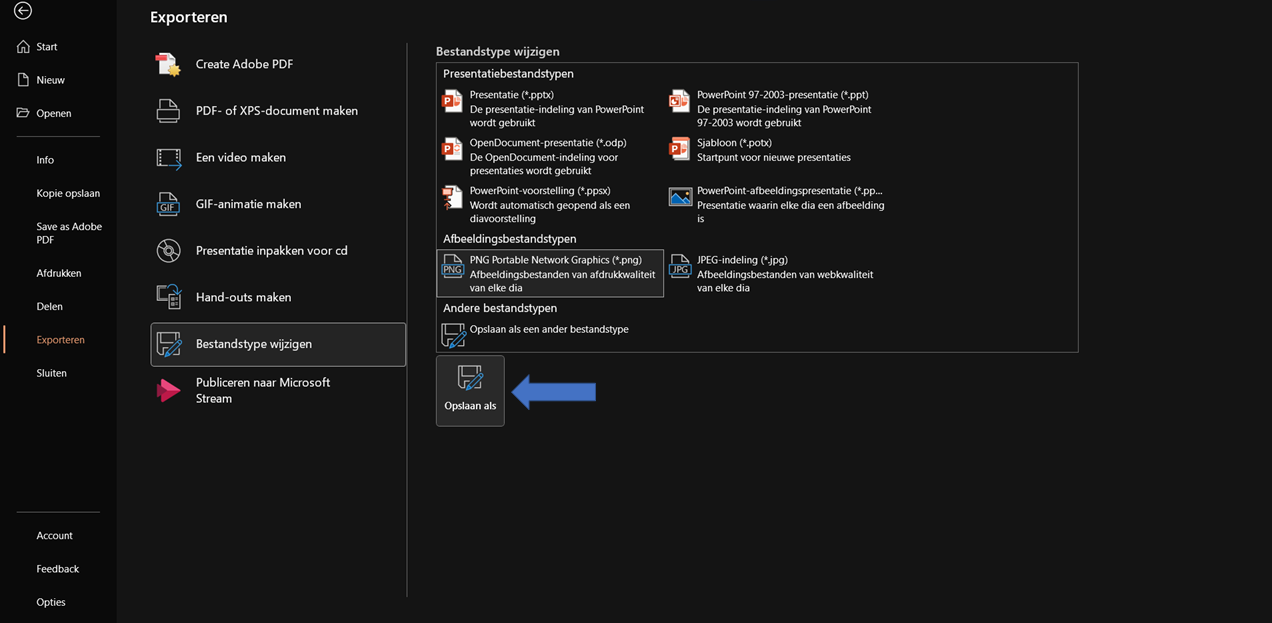 Exporteren
Start
Nieuw
Openen
Info
Kopie opslaan
Save as Adobe
PDF
Afdrukken
Delen
Exporteren
Sluiten
Account
Feedback
Opties
Create Adobe PDF
PDF- of XPS-document maken
Een video maken
GIF
GIF-animatie maken
Presentatie inpakken voor cd
Hand-outs maken
Bestandstype wijzigen
Publiceren naar Microsoft
Stream
Bestandstype wijzigen
Presentatiebestandstypen
Presentatie (*.pptx)
De presentatie-indeling van PowerPoint
wordt gebruikt
PowerPoint 97-2003-presentatie (*.ppt)
De presentatie-indeling van PowerPoint
97-2003 wordt gebruikt
OpenDocument-presentatie (*.odp)
De OpenDocument-indeling voor
presentaties wordt gebruikt
Sjabloon (*.potx)
Startpunt voor nieuwe presentaties
PowerPoint-voorstelling (*.ppsx)
Wordt automatisch geopend als een
diavoorstelling
PowerPoint-afbeeldingspresentatie (*.pp...
Presentatie waarin elke dia een afbeelding
is
Afbeeldingsbestandstypen
PNG
PNG Portable Network Graphics (*.png)
Afbeeldingsbestanden van afdrukkwaliteit
van elke dia
JPG
JPEG-indeling (*.jpg)
Afbeeldingsbestanden van webkwaliteit
van elke dia
Andere bestandstypen
Opslaan als een ander bestandstype
Opslaan als